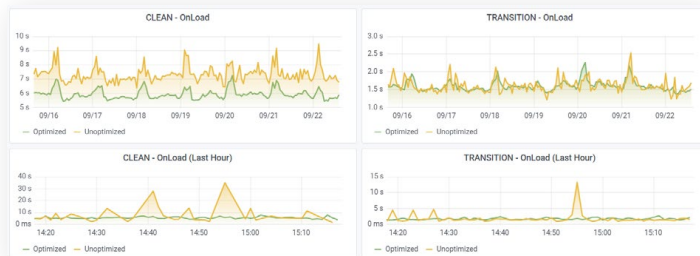 CLEAN - OnLoad
10 s
9 s
8 s
7 s
6 s
5 s
09/16 09/17 09/18 09/19 09/20 09/21 09/22
Optimized Unoptimized
TRANSITION - OnLoad
3.0 s
2.5 s
2.0 s
1.5 s
1.0 s
09/16 09/17 09/18 09/19 09/20 09/21 09/22
Optimized Unoptimized
CLEAN - OnLoad (Last Hour)
40 s
30 s
20 s
10 s
0 ms
14:20 14:30 14:40 14:50 15:00 15:10
Optimized Unoptimized
TRANSITION - OnLoad (Last Hour)
15 s
10 s
5 s
0 ms
14:20 14:30 14:40 14:50 15:00 15:10
Optimized Unoptimized